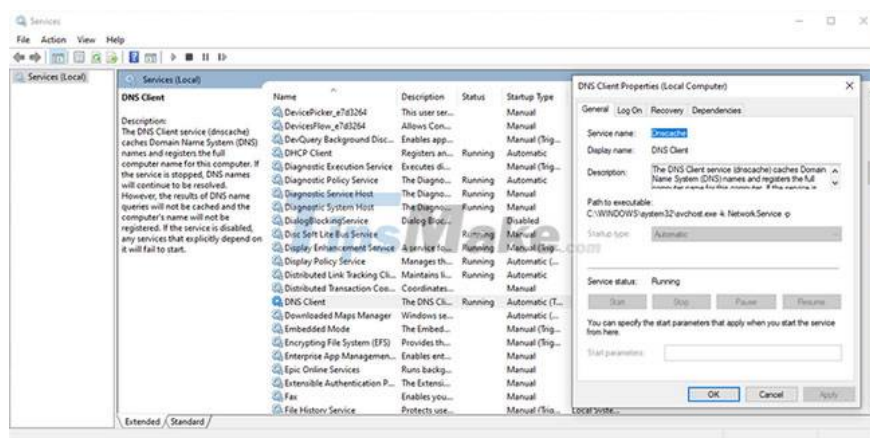 Services
File Action View Help
Services (Local)
Services (Local)
DNS Client
Description:
The DNS Client service (dnscache)
caches Domain Name System (DNS)
names and registers the full
computer name for this computer. If
the service is stopped, DNS names
will continue to be resolved.
However, the results of DNS name
queries will not be cached and the
computer's name will not be
registered. If the service is disabled,
any services that explicitly depend on
it will fail to start.
Name Description Status Startup Type
DevicePicker_e7d3264 This user ser... Manual
DevicesFlow_e7d3264 Allows Con... Manual
DevQuery Background Disc... Enables app... Manual (Trig...
DHCP Client Registers an... Running Automatic
Diagnostic Execution Service Executes di... Manual (Trig...
Diagnostic Policy Service The Diagno... Running Automatic
Diagnostic Service Host The Diagno... Running Manual
Diagnostic System Host The Diagno... Running Manual
DialogBlockingService Dialog Bloc... Disabled
Disc Soft Lite Bus Service Running Manual
Display Enhancement Service A service fo... Running Manual (Trig...
Display Policy Service Manages th... Running Automatic (...
Distributed Link Tracking Cli... Maintains li... Running Automatic
Distributed Transaction Coo... Coordinates... Manual
DNS Client The DNS Cli... Running Automatic (T...
Downloaded Maps Manager Windows se... Automatic (...
Embedded Mode The Embed... Manual (Trig...
Encrypting File System (EFS) Provides th... Manual (Trig...
Enterprise App Managemen... Enables ent... Manual
Epic Online Services Runs backg... Manual
Extensible Authentication P... The Extensi... Manual
Fax Enables you... Manual
File History Service Protects use... Manual (Trig... Local Syste...
Extended Standard
DNS Client Properties (Local Computer)
General Log On Recovery Dependencies
Service name: Dnscache
Display name: DNS Client
Description: The DNS Client service (dnscache) caches Domain
Name System (DNS) names and registers the full
computer name for this computer. If the service is
Path to executable:
C:\WINDOWS\system32\svchost.exe -k NetworkService -p
Startup type: Automatic
Service status: Running
Start Stop Pause Resume
You can specify the start parameters that apply when you start the service
from here.
Start parameters:
OK Cancel Apply
TipsMake.com